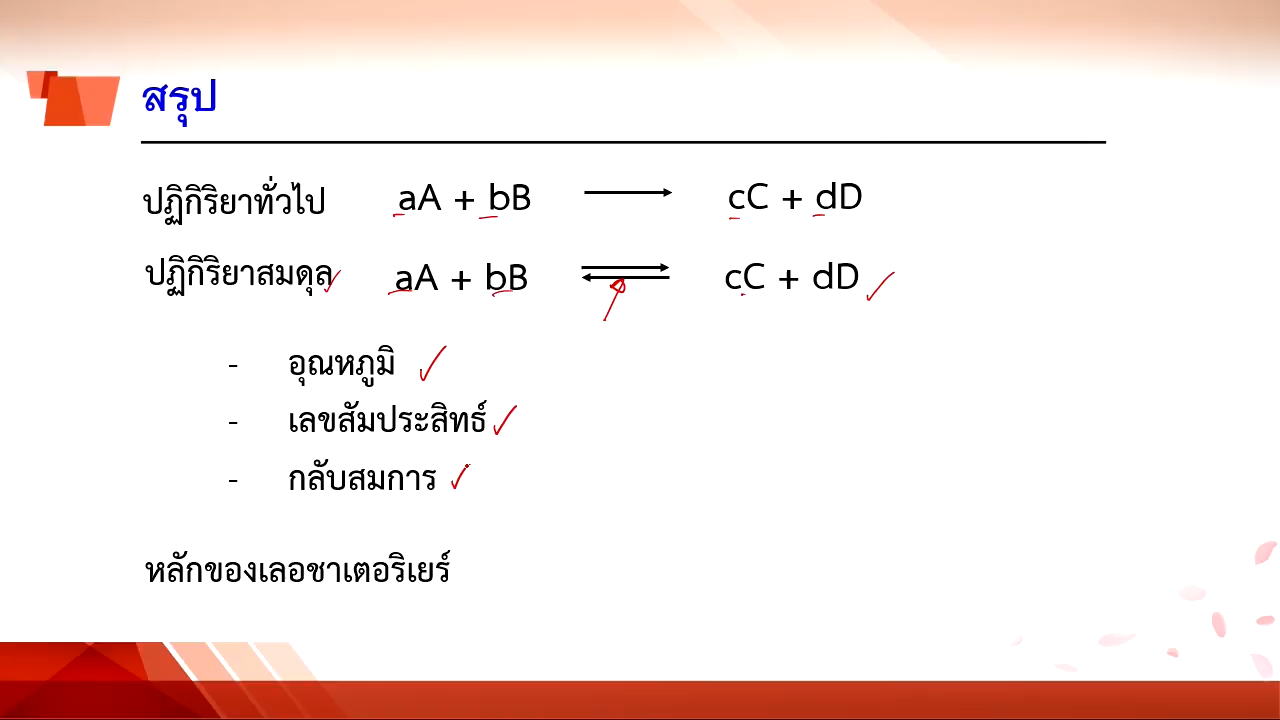 สรุป
ปฏิกิริยาทั่วไป aA + bB ⟶ cC + dD
ปฏิกิริยาสมดุล aA + bB ⇌ cC + dD
- อุณหภูมิ
- เลขสัมประสิทธ์
- กลับสมการ
หลักของเลอชาเตอริเยร์